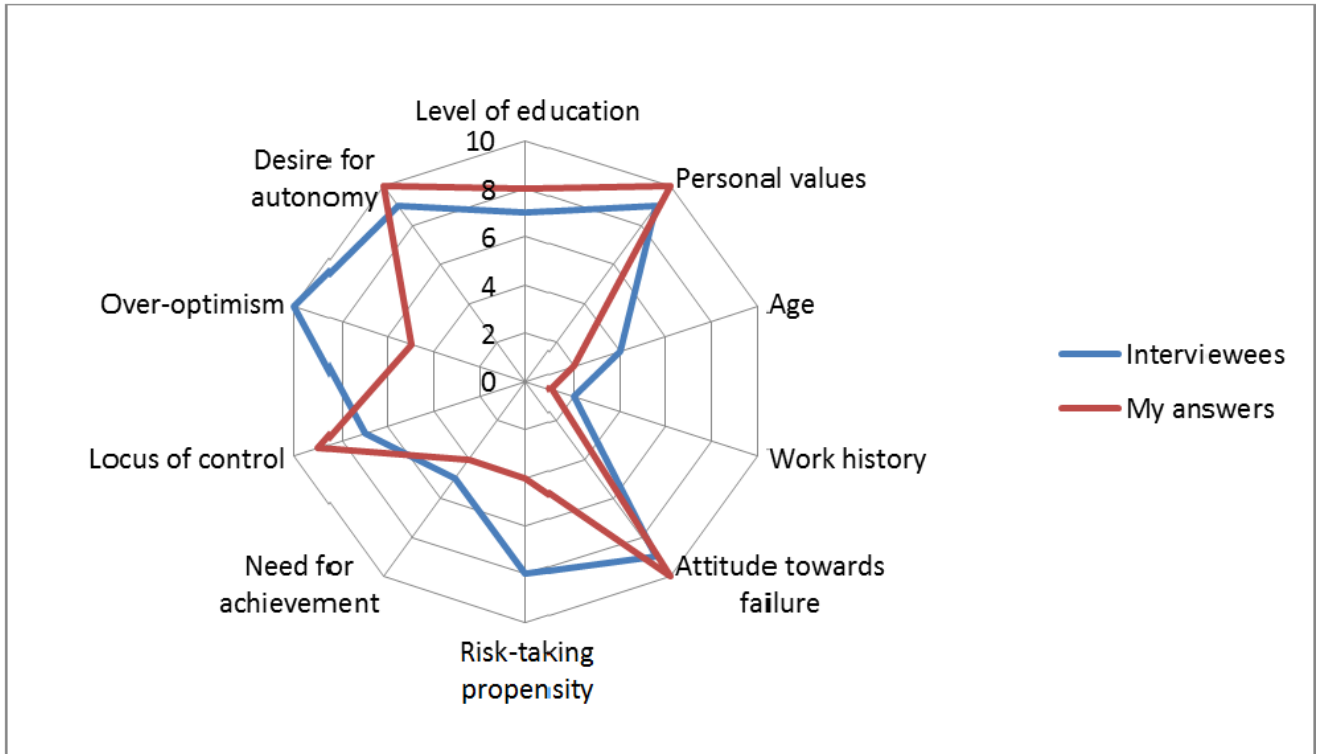 Level of education
10
8
6
4
2
0
Personal values
Age
Work history
Attitude towards
failure
Risk-taking
propensity
Need for
achievement
Locus of control
Over-optimism
Desire for
autonomy
Interviewees
My answers